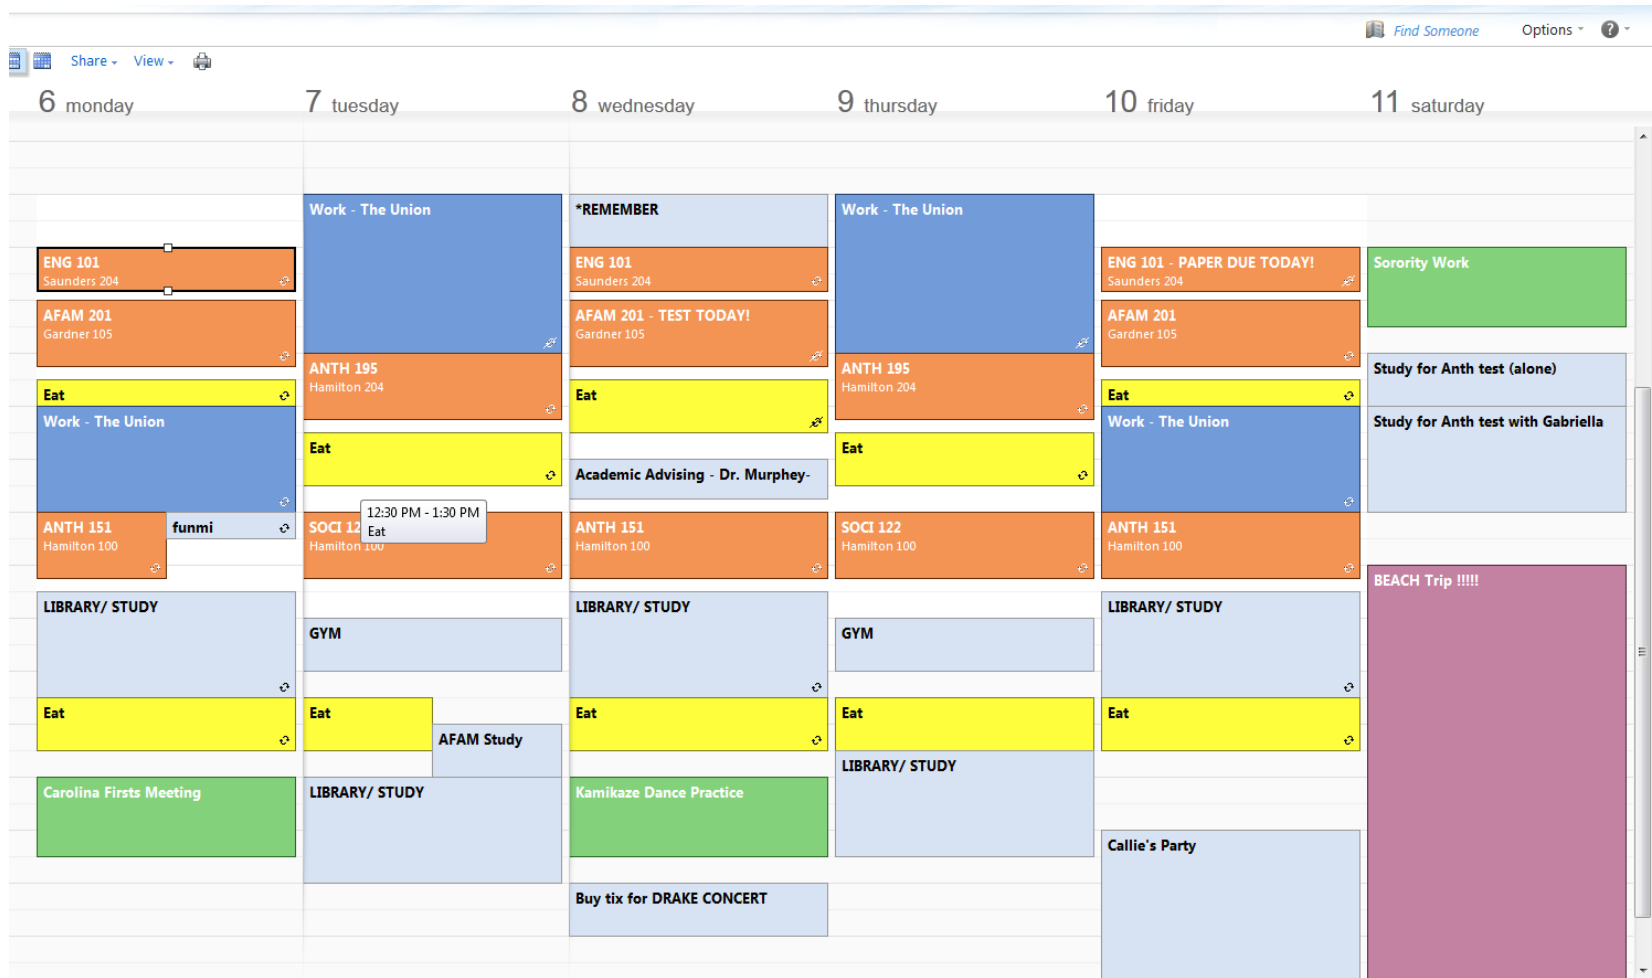 Find Someone
Options
Share
View
6 monday
7 tuesday
8 wednesday
9 thursday
10 friday
11 saturday
ENG 101
Saunders 204
AFAM 201
Gardner 105
Eat
Work - The Union
ANTH 151
Hamilton 100
funmi
LIBRARY/ STUDY
Eat
Carolina Firsts Meeting
Work - The Union
ANTH 195
Hamilton 204
Eat
12:30 PM - 1:30 PM
Eat
SOCI 12
Hamilton 100
GYM
Eat
AFAM Study
LIBRARY/ STUDY
*REMEMBER
ENG 101
Saunders 204
AFAM 201 - TEST TODAY!
Gardner 105
Eat
Academic Advising - Dr. Murphey-
ANTH 151
Hamilton 100
LIBRARY/ STUDY
Eat
Kamikaze Dance Practice
Buy tix for DRAKE CONCERT
Work - The Union
ANTH 195
Hamilton 204
Eat
SOCI 122
Hamilton 100
GYM
Eat
LIBRARY/ STUDY
ENG 101 - PAPER DUE TODAY!
Saunders 204
AFAM 201
Gardner 105
Eat
Work - The Union
ANTH 151
Hamilton 100
LIBRARY/ STUDY
Eat
Callie's Party
Sorority Work
Study for Anth test (alone)
Study for Anth test with Gabriella
BEACH Trip !!!!!